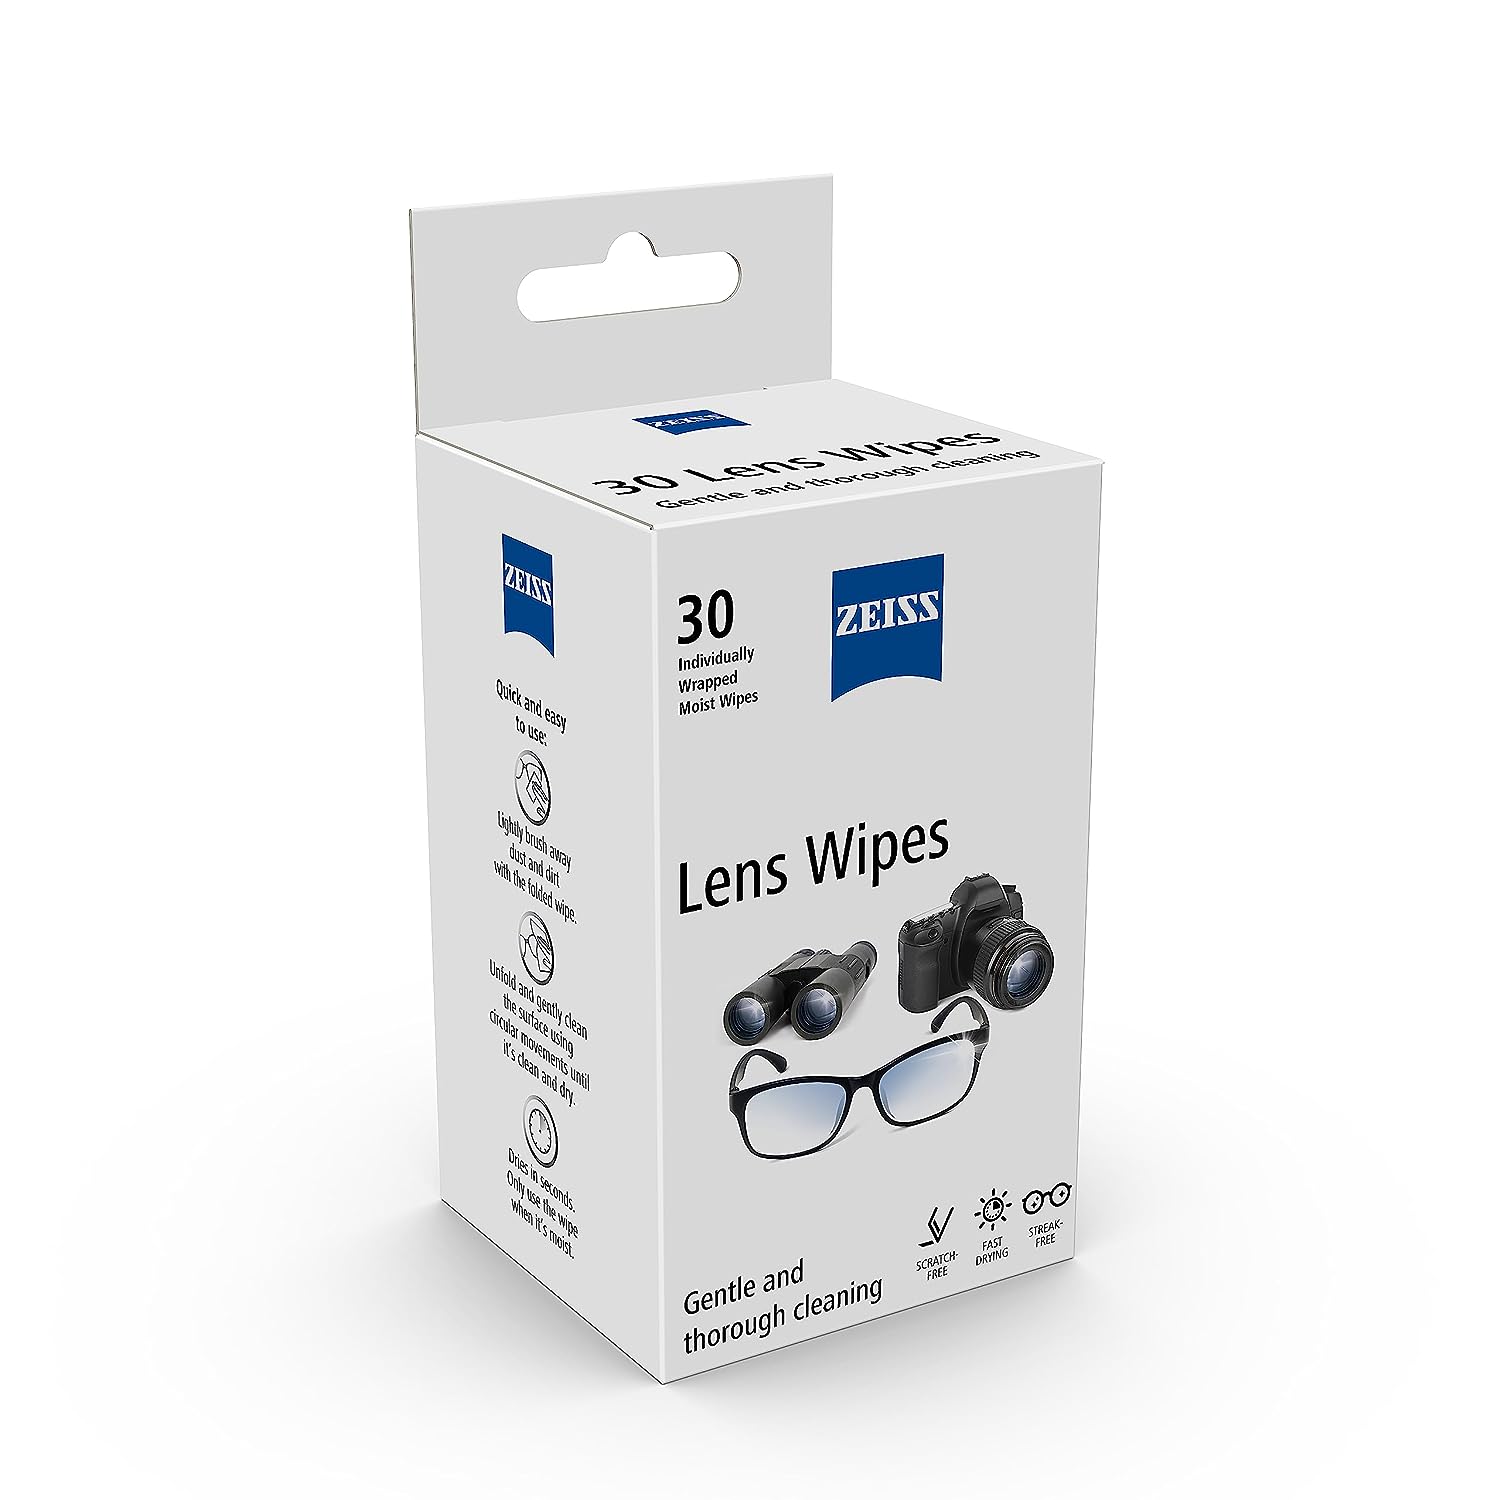 ZEISS
30 Lens Wipes
Gentle and thorough cleaning
ZEISS
Quick and easy
to use:
Lightly brush away
dust and dirt
with the folded wipe.
Unfold and gently clean
the surface using
circular movements until
it's clean and dry.
Dries in seconds.
Only use the wipe
when it's moist.
30
Individually
Wrapped
Moist Wipes
ZEISS
Lens Wipes
SCRATCH-
FREE
FAST
DRYING
STREAK-
FREE
Gentle and
thorough cleaning